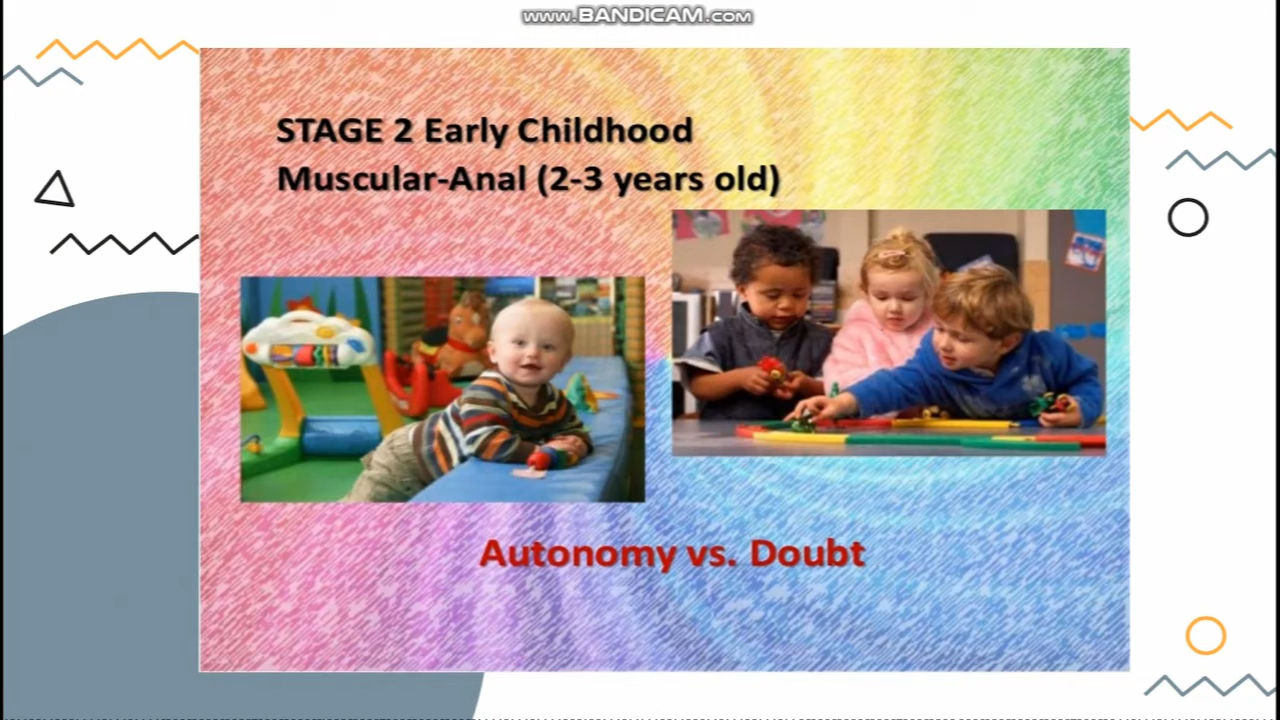 www.BANDICAM.com
STAGE 2 Early Childhood
Muscular-Anal (2-3 years old)
Autonomy vs. Doubt